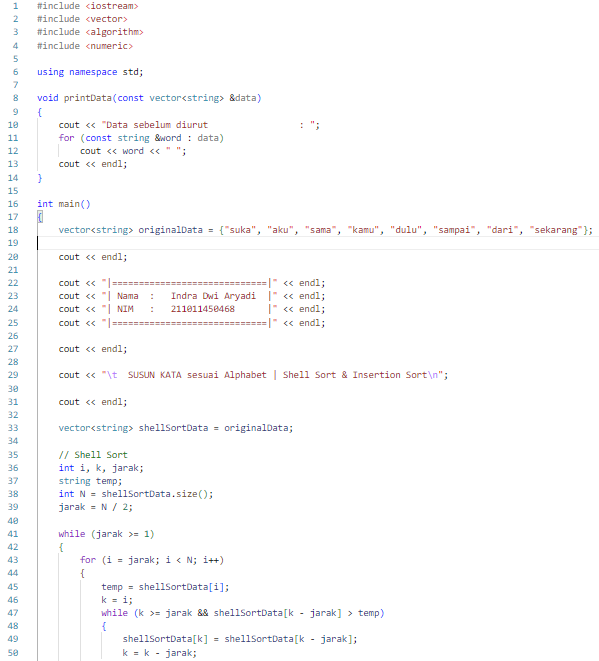 1 #include <iostream>
2 #include <vector>
3 #include <algorithm>
4 #include <numeric>
5
6 using namespace std;
7
8 void printData(const vector<string> &data)
9 {
10     cout << "Data sebelum diurut                 : ";
11     for (const string &word : data)
12         cout << word << " ";
13     cout << endl;
14 }
15
16 int main()
17 {
18     vector<string> originalData = {"suka", "aku", "sama", "kamu", "dulu", "sampai", "dari", "sekarang"};
19
20     cout << endl;
21
22     cout << "|=============================|" << endl;
23     cout << "| Nama  :   Indra Dwi Aryadi  |" << endl;
24     cout << "| NIM   :   211011450468      |" << endl;
25     cout << "|=============================|" << endl;
26
27     cout << endl;
28
29     cout << "\t  SUSUN KATA sesuai Alphabet | Shell Sort & Insertion Sort\n";
30
31     cout << endl;
32
33     vector<string> shellSortData = originalData;
34
35     // Shell Sort
36     int i, k, jarak;
37     string temp;
38     int N = shellSortData.size();
39     jarak = N / 2;
40
41     while (jarak >= 1)
42     {
43         for (i = jarak; i < N; i++)
44         {
45             temp = shellSortData[i];
46             k = i;
47             while (k >= jarak && shellSortData[k - jarak] > temp)
48             {
49                 shellSortData[k] = shellSortData[k - jarak];
50                 k = k - jarak;